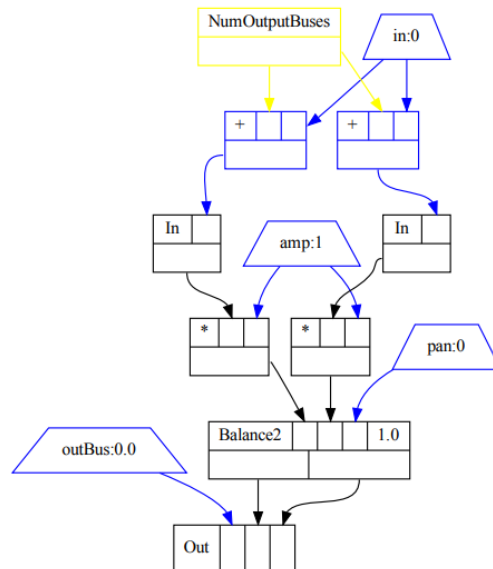 NumOutputBuses
in:0
+
+
In
In
amp:1
*
*
pan:0
Balance2 1.0
outBus:0.0
Out